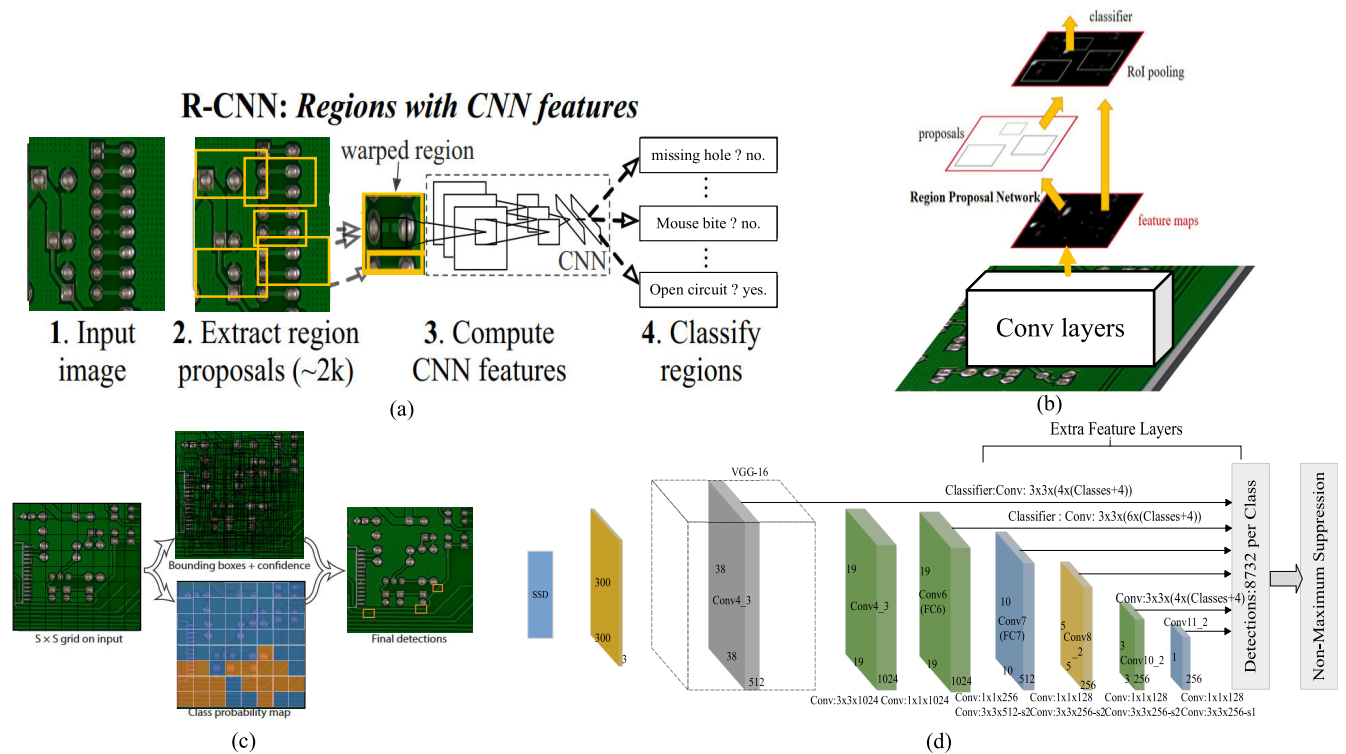 R-CNN: Regions with CNN features
warped region
CNN
missing hole ? no.
Mouse bite ? no.
Open circuit ? yes.
1. Input
image
2. Extract region
proposals (~2k)
3. Compute
CNN features
4. Classify
regions
(a)
classifier
RoI pooling
proposals
Region Proposal Network
feature maps
Conv layers
(b)
S × S grid on input
Bounding boxes + confidence
Class probability map
Final detections
(c)
Extra Feature Layers
VGG-16
Classifier:Conv: 3x3x(4x(Classes+4))
Classifier : Conv: 3x3x(6x(Classes+4))
Conv:3x3x(4x(Classes+4)
SSD
300
300
3
38
Conv4_3
38
512
19
Conv4_3
19
1024
19
Conv6
(FC6)
19
1024
10
Conv7
(FC7)
10
512
5
Conv8
_2
5
256
3
Conv10_2
3
256
Conv11_2
1
256
Conv:3x3x1024
Conv:1x1x1024
Conv:1x1x256
Conv:3x3x512-s2
Conv:1x1x128
Conv:3x3x256-s2
Conv:1x1x128
Conv:3x3x256-s2
Conv:1x1x128
Conv:3x3x256-s1
Detections:8732 per Class
Non-Maximum Suppression
(d)